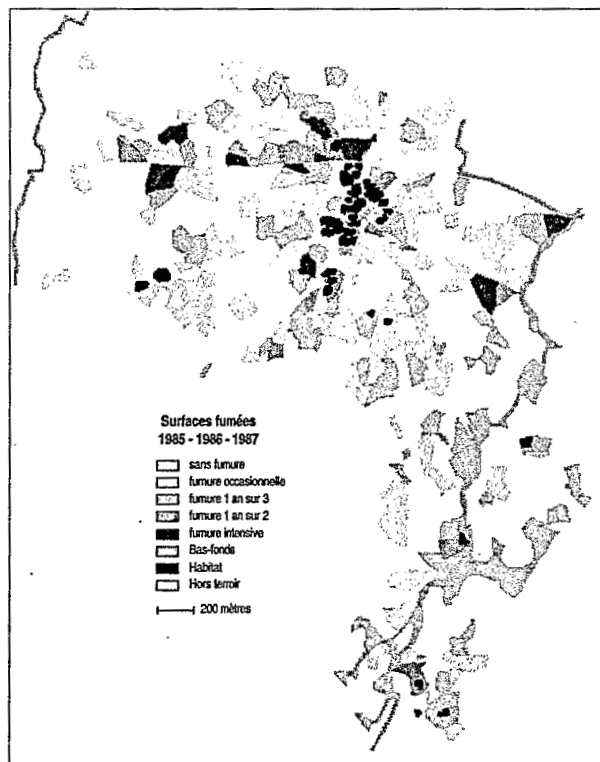 Surfaces fumées
1985 - 1986 - 1987
sans fumure
fumure occasionnelle
fumure 1 an sur 3
fumure 1 an sur 2
fumure intensive
Bas-fonds
Habitat
Hors terroir
200 mètres